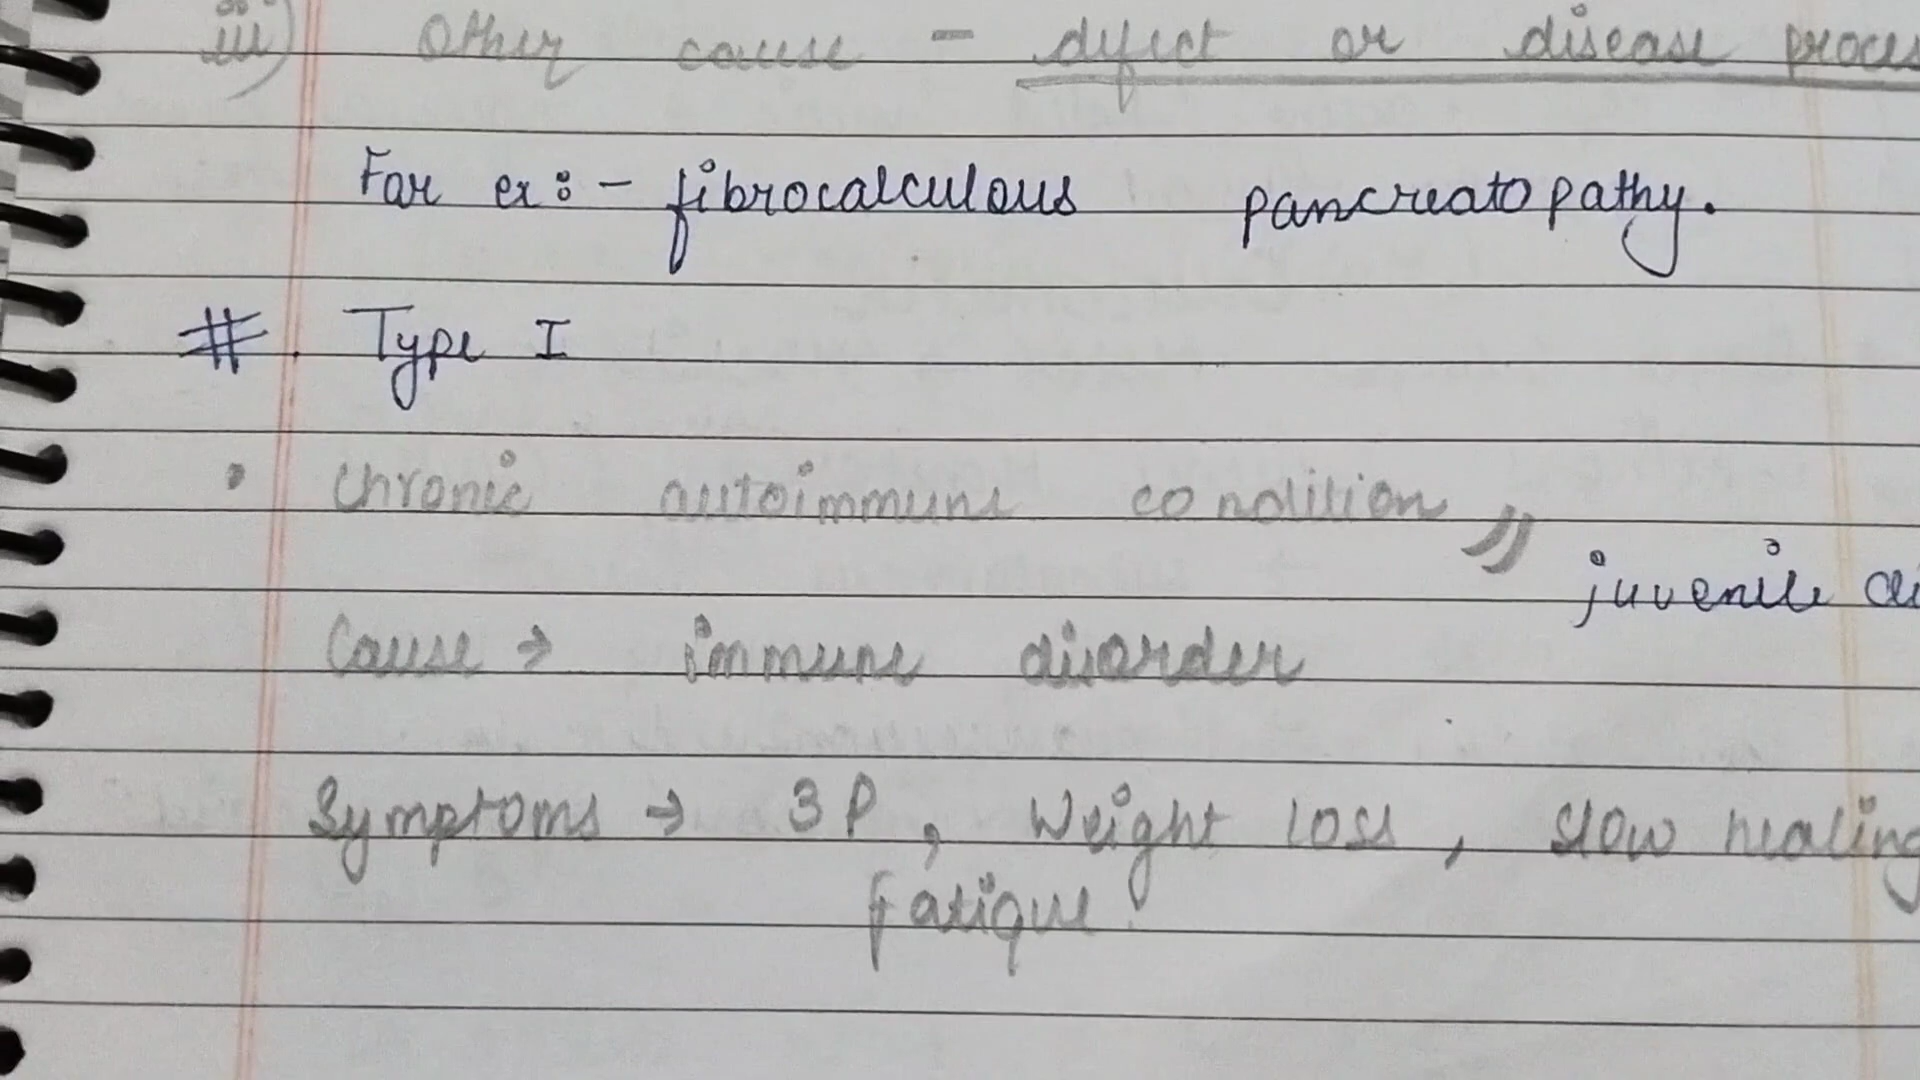 iii) Other cause - defect or disease proces
For ex:- fibrocalculous pancreatopathy.
# Type I
• Chronic autoimmune condition
juvenile
Cause → immune disorder
Symptoms → 3P, Weight loss, slow healing
fatigue